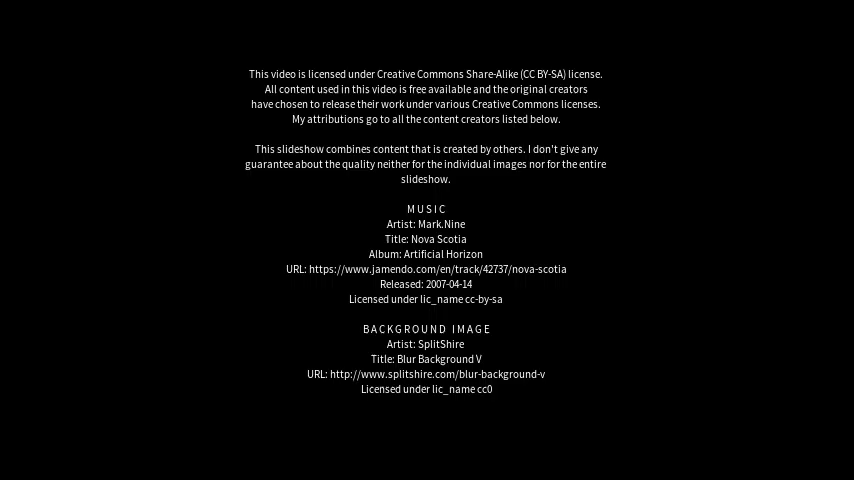 This video is licensed under Creative Commons Share-Alike (CC BY-SA) license.
All content used in this video is free available and the original creators
have chosen to release their work under various Creative Commons licenses.
My attributions go to all the content creators listed below.
This slideshow combines content that is created by others. I don't give any
guarantee about the quality neither for the individual images nor for the entire
slideshow.
MUSIC
Artist: Mark.Nine
Title: Nova Scotia
Album: Artificial Horizon
URL: https://www.jamendo.com/en/track/42737/nova-scotia
Released: 2007-04-14
Licensed under lic_name cc-by-sa
BACKGROUND IMAGE
Artist: SplitShire
Title: Blur Background V
URL: http://www.splitshire.com/blur-background-v
Licensed under lic_name cc0